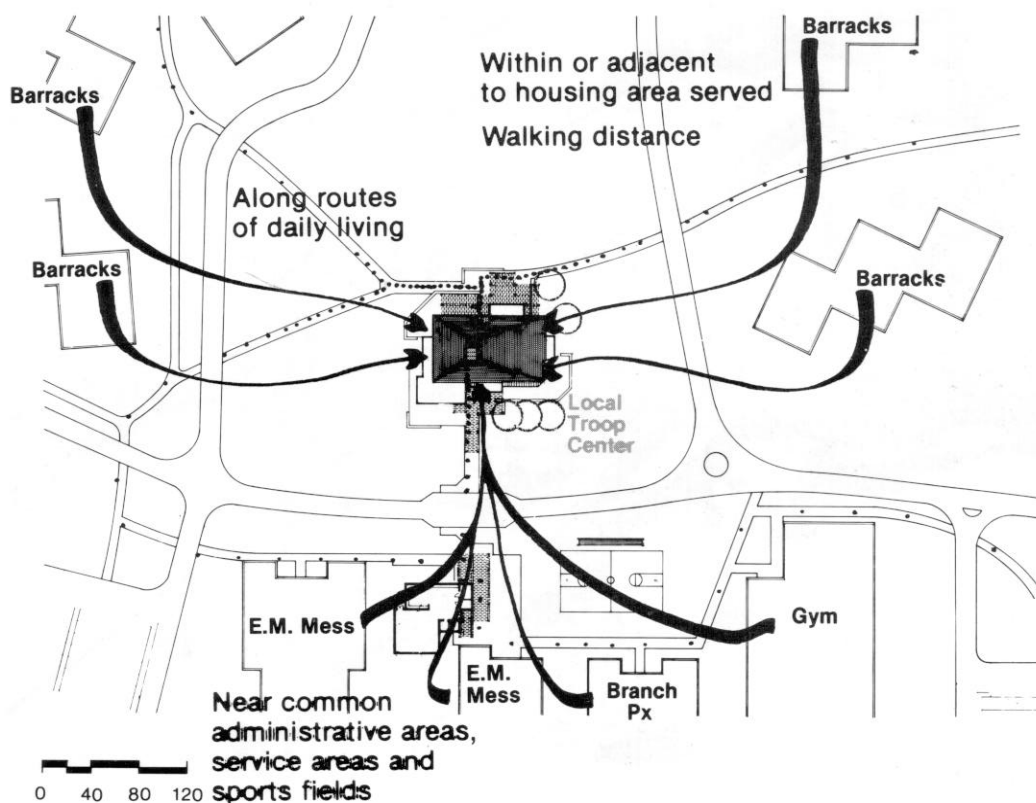 Barracks
Within or adjacent
to housing area served
Walking distance
Barracks
Along routes
of daily living
Barracks
Barracks
Local
Troop
Center
E.M. Mess
E.M.
Mess
Branch
Px
Gym
Near common
administrative areas,
service areas and
sports fields
0 40 80 120